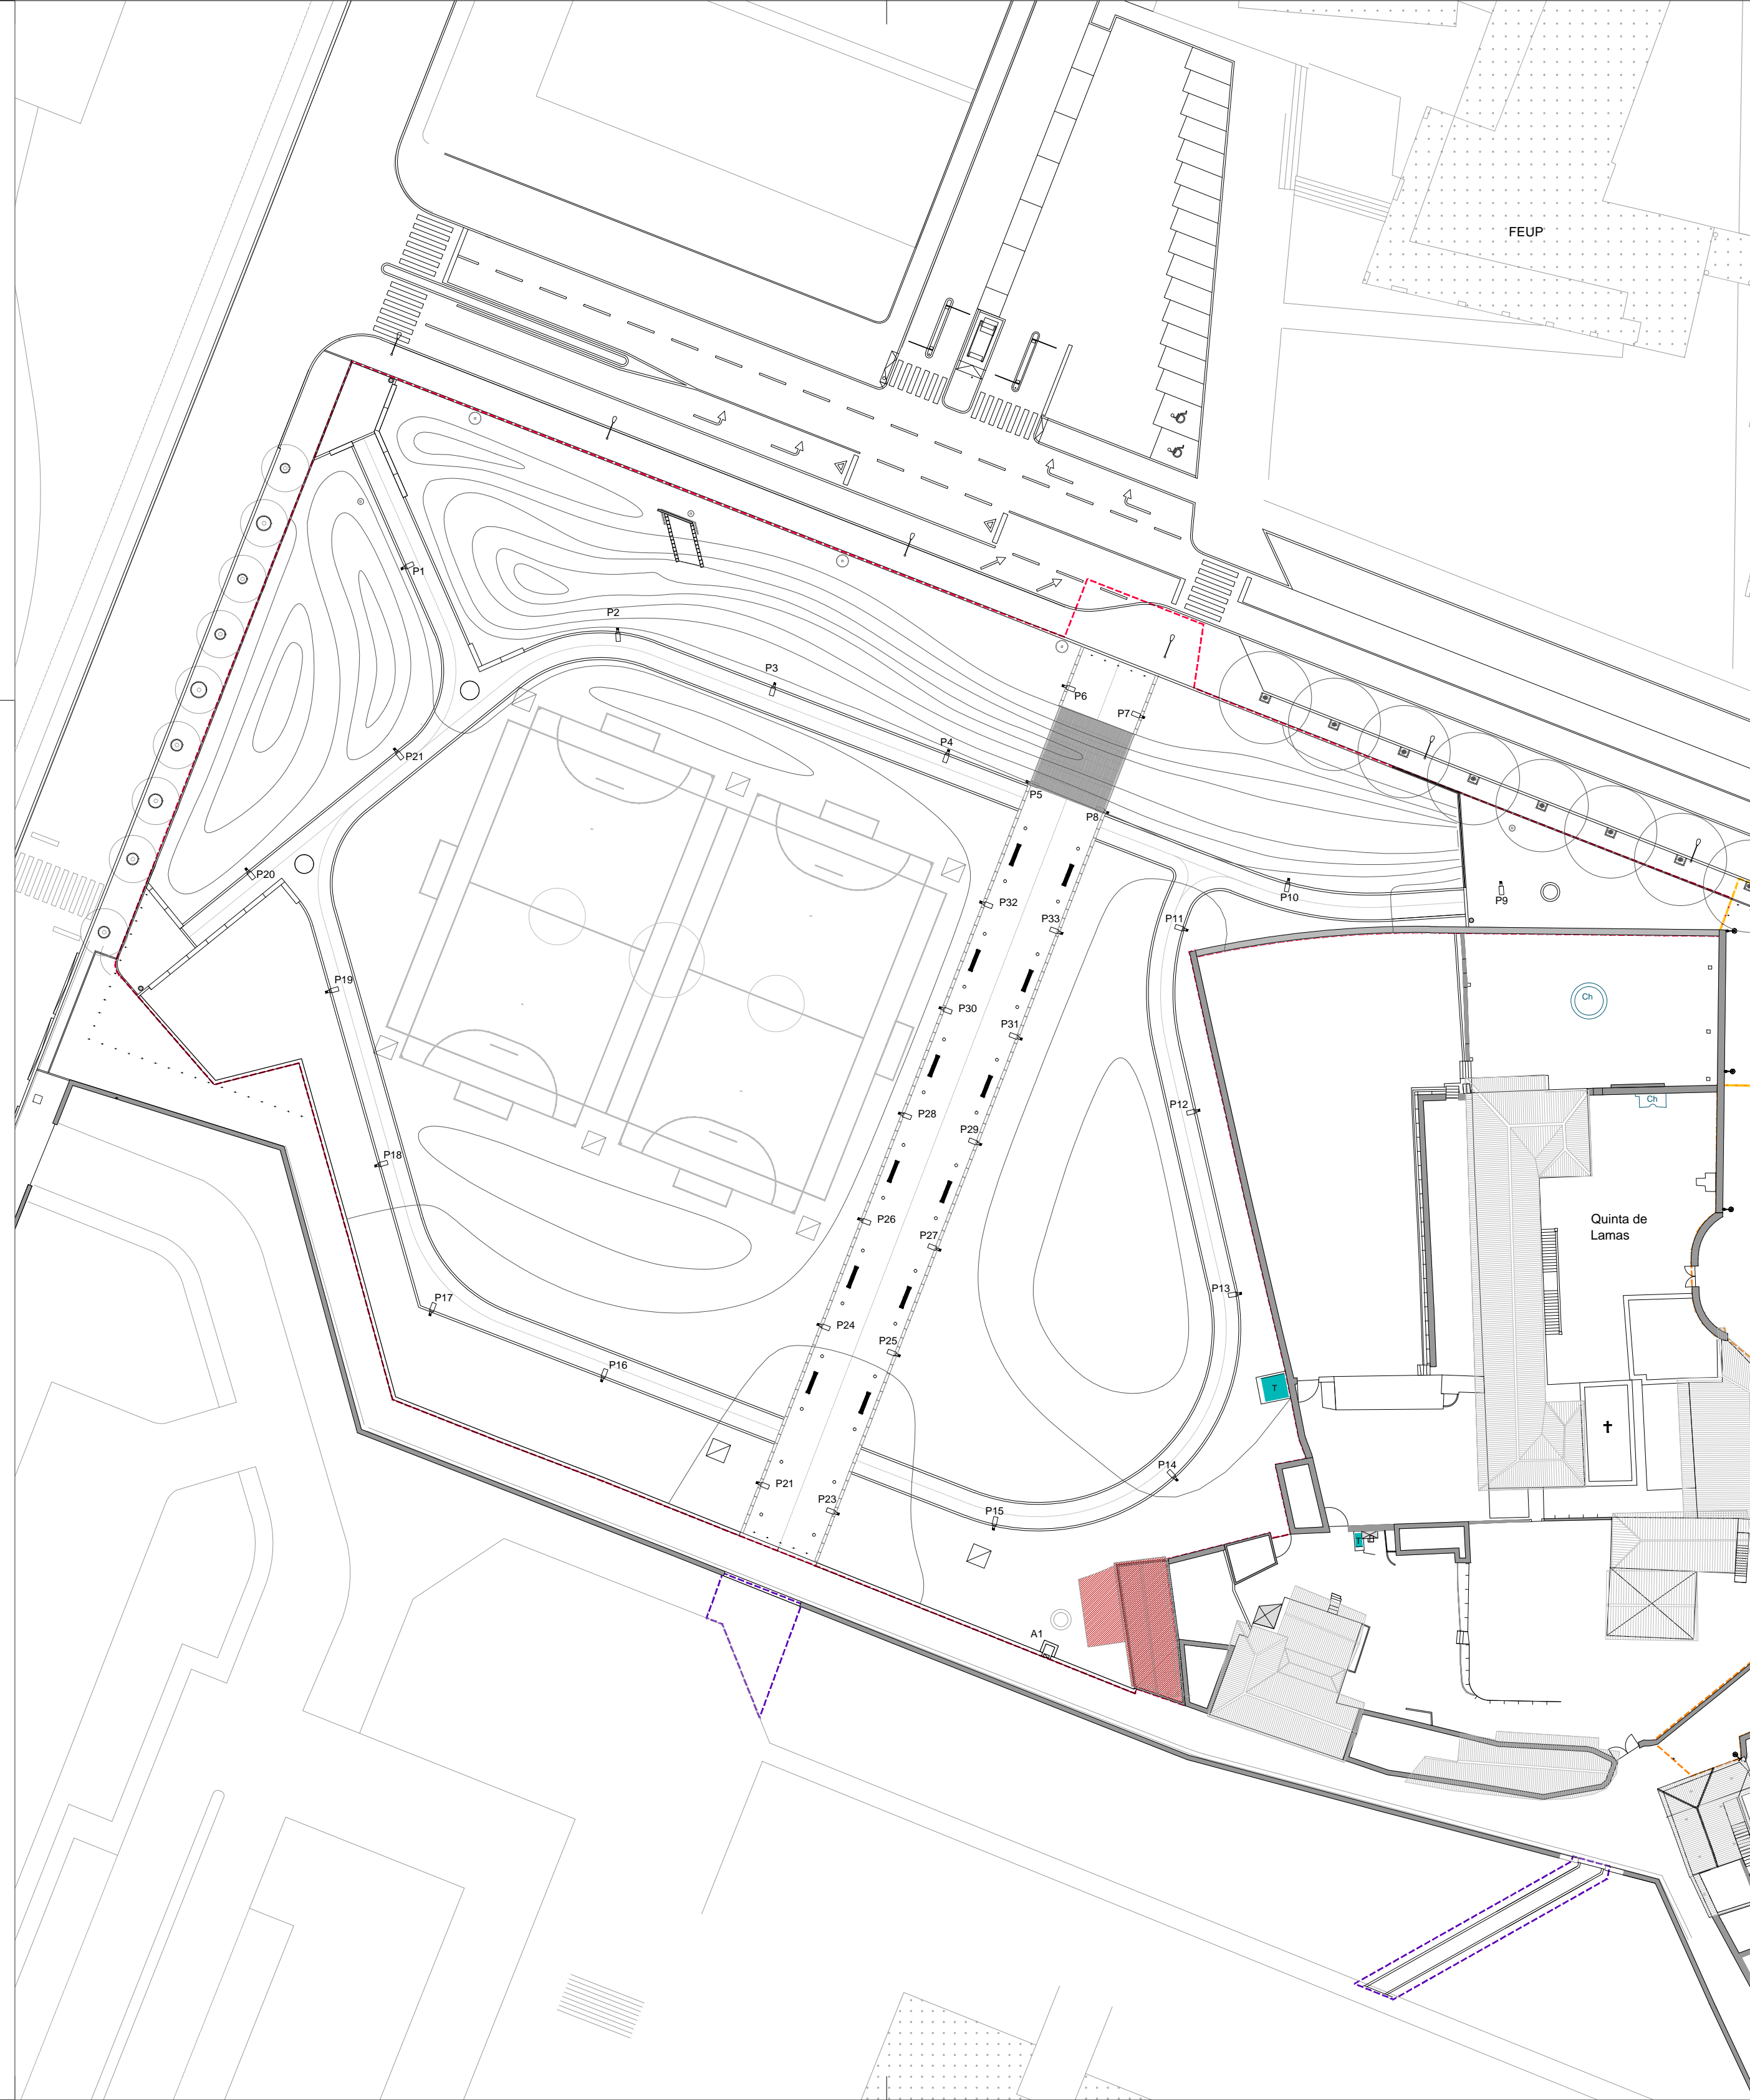 FEUP
P1
P2
P3
P6
P7
P4
P21
P5
P8
P20
P10
P9
P32
P33
P11
P19
Ch
P30
P31
Ch
P12
P28
P29
P18
P26
Quinta de
Lamas
P27
P13
P17
P24
P25
P16
T
P14
P21
P23
P15
T
A1